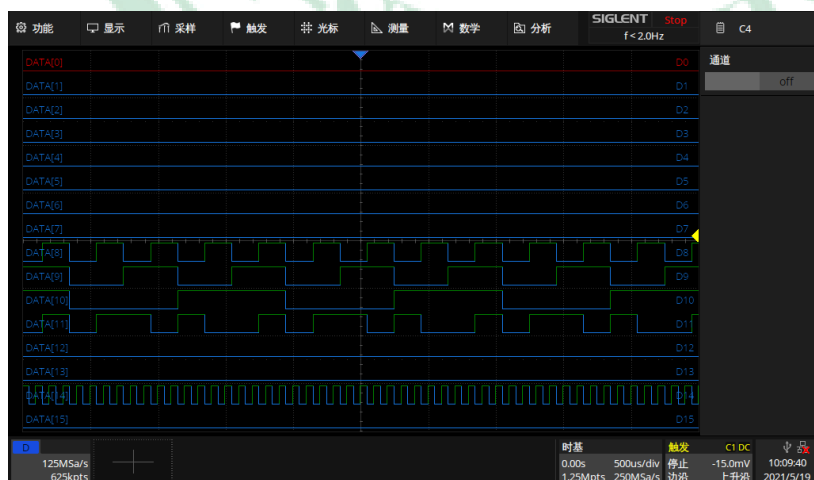 功能 显示 采样 触发 光标 测量 数学 分析 SIGLENT Stop C4
f < 2.0Hz
通道
off
DATA[0] D0
DATA[1] D1
DATA[2] D2
DATA[3] D3
DATA[4] D4
DATA[5] D5
DATA[6] D6
DATA[7] D7
DATA[8] D8
DATA[9] D9
DATA[10] D10
DATA[11] D11
DATA[12] D12
DATA[13] D13
DATA[14] D14
DATA[15] D15
D 时基 触发 C1 DC
125MSa/s 0.00s 500us/div 停止 -15.0mV 10:09:40
625kpts 1.25Mpts 250MSa/s 边沿 上升沿 2021/5/19